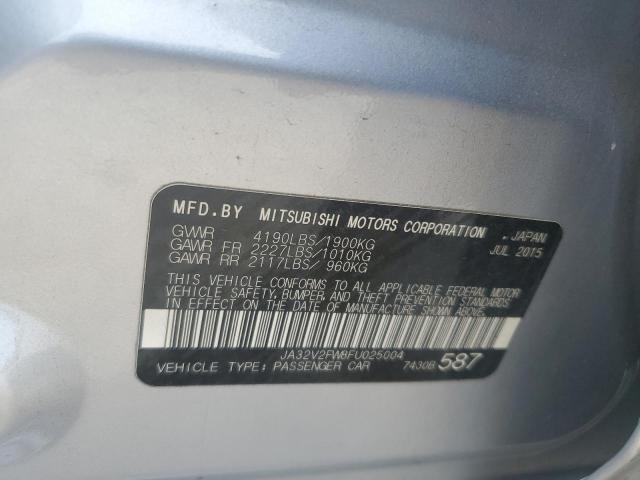 MFD.BY MITSUBISHI MOTORS CORPORATION . JAPAN
GVWR 4190LBS/1900KG JUL 2015
GAWR FR 2227LBS/1010KG
GAWR RR 2117LBS/ 960KG
THIS VEHICLE CONFORMS TO ALL APPLICABLE FEDERAL MOTOR
VEHICLE SAFETY, BUMPER, AND THEFT PREVENTION STANDARDS
IN EFFECT ON THE DATE OF MANUFACTURE SHOWN ABOVE.
JA32V2FW8FU025004
VEHICLE TYPE: PASSENGER CAR 7430B 587